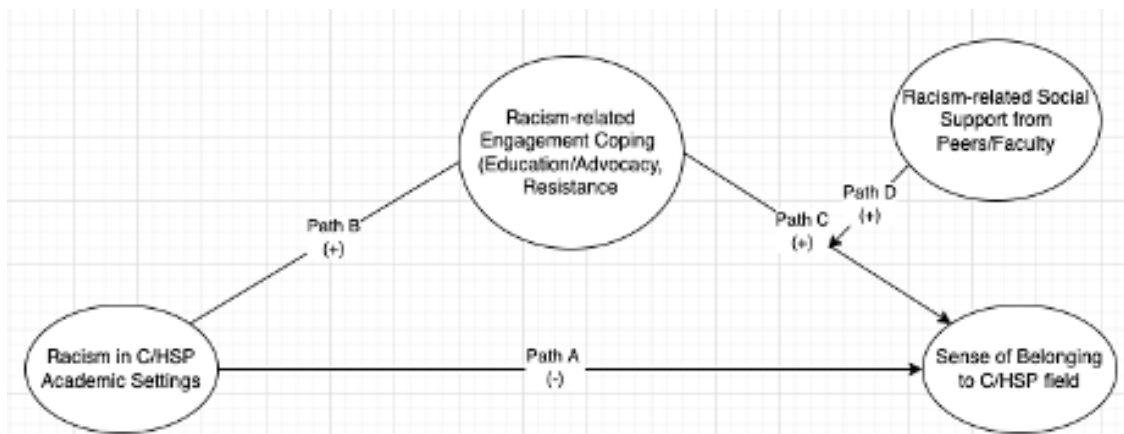 Racism-related
Engagement Coping
(Education/Advocacy,
Resistance
Racism-related Social
Support from
Peers/Faculty
Path B
(+)
Path C
(+)
Path D
(+)
Racism in C/HSP
Academic Settings
Path A
(-)
Sense of Belonging
to C/HSP field